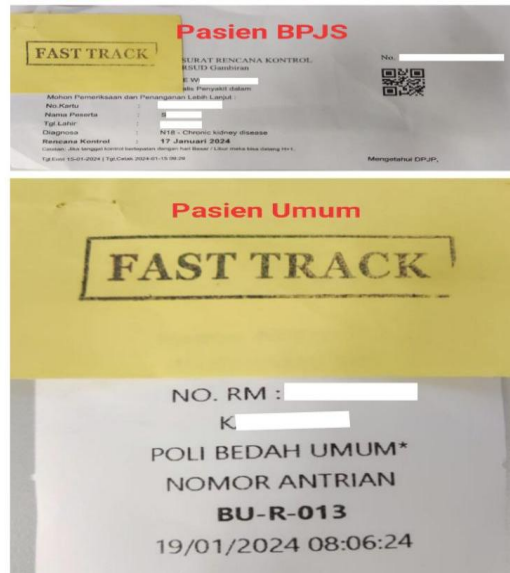 Pasien BPJS
FAST TRACK
SURAT RENCANA KONTROL
RSUD Gambiran
No.
Mohon Pemeriksaan dan Penanganan Lebih Lanjut :
No.Kartu :
Nama Peserta : S
Tgl.Lahir :
Diagnosa : N18 - Chronic kidney disease
Rencana Kontrol : 17 Januari 2024
Mengetahui DPJP,
Pasien Umum
FAST TRACK
NO. RM :
K
POLI BEDAH UMUM*
NOMOR ANTRIAN
BU-R-013
19/01/2024 08:06:24